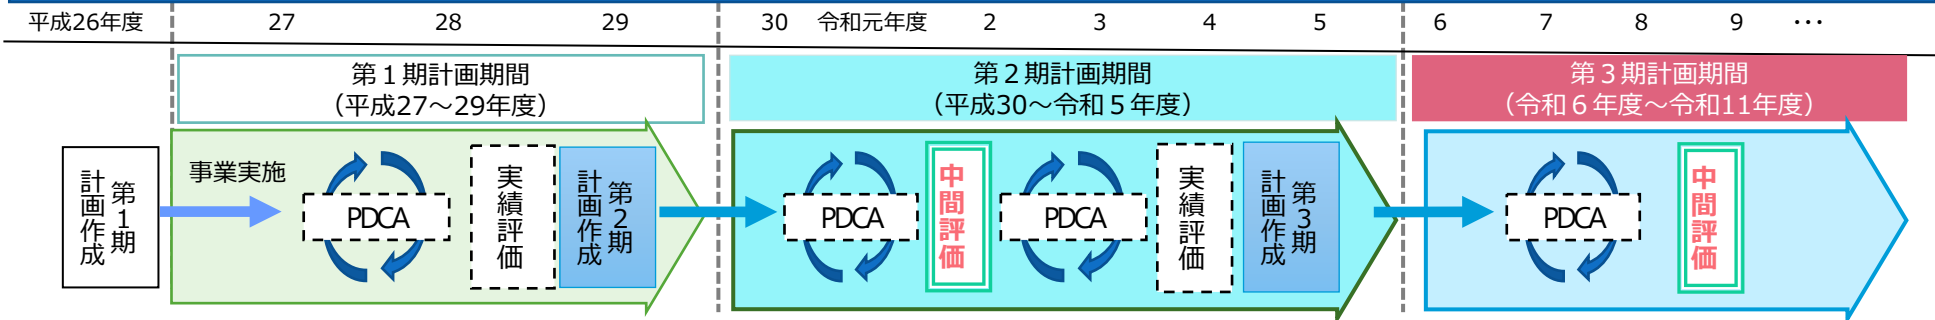 平成26年度 27 28 29 30 令和元年度 2 3 4 5 6 7 8 9 ･･･
第１期計画期間
（平成27～29年度）
第２期計画期間
（平成30～令和５年度）
第３期計画期間
（令和６年度～令和11年度）
第1期
計画作成
事業実施
PDCA
実績評価
第2期
計画作成
PDCA
中間評価
PDCA
実績評価
第3期
計画作成
PDCA
中間評価